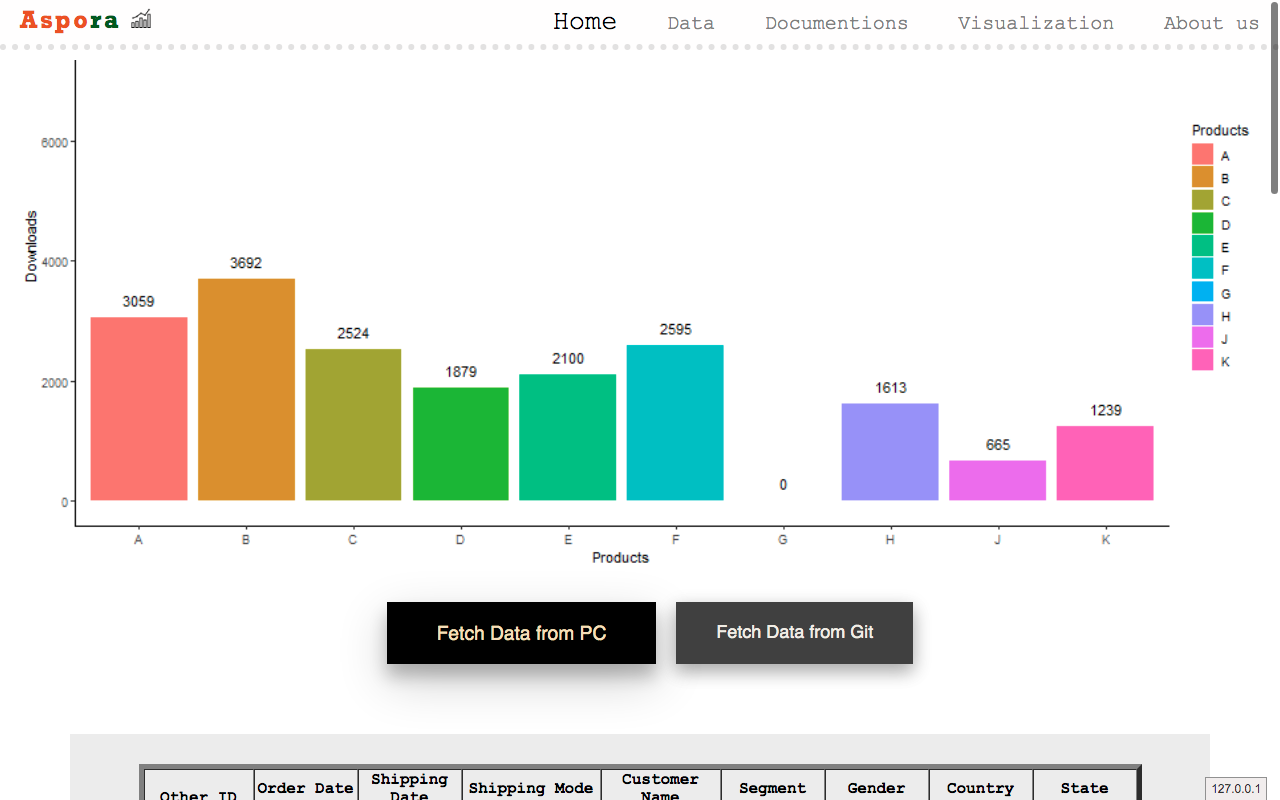 Aspora
Home Data Documentions Visualization About us
Downloads
6000
4000
2000
0
3059
3692
2524
1879
2100
2595
0
1613
665
1239
A B C D E F G H J K
Products
Products
A
B
C
D
E
F
G
H
J
K
Fetch Data from PC
Fetch Data from Git
Other ID Order Date Shipping Date Shipping Mode Customer Name Segment Gender Country State
127.0.0.1